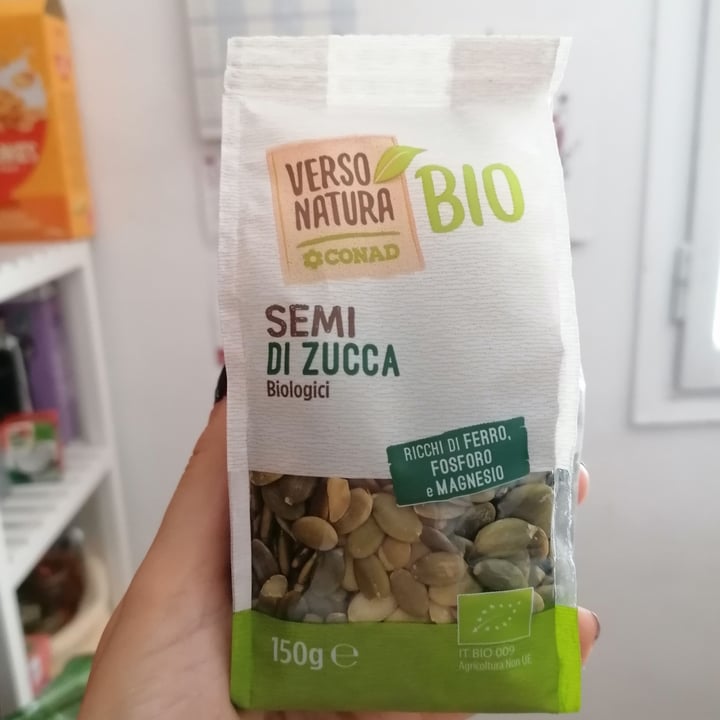 VERSO
NATURA
CONAD
BIO
SEMI
DI ZUCCA
Biologici
RICCHI DI FERRO,
FOSFORO
e MAGNESIO
150g e
IT BIO 009
Agricoltura Non UE